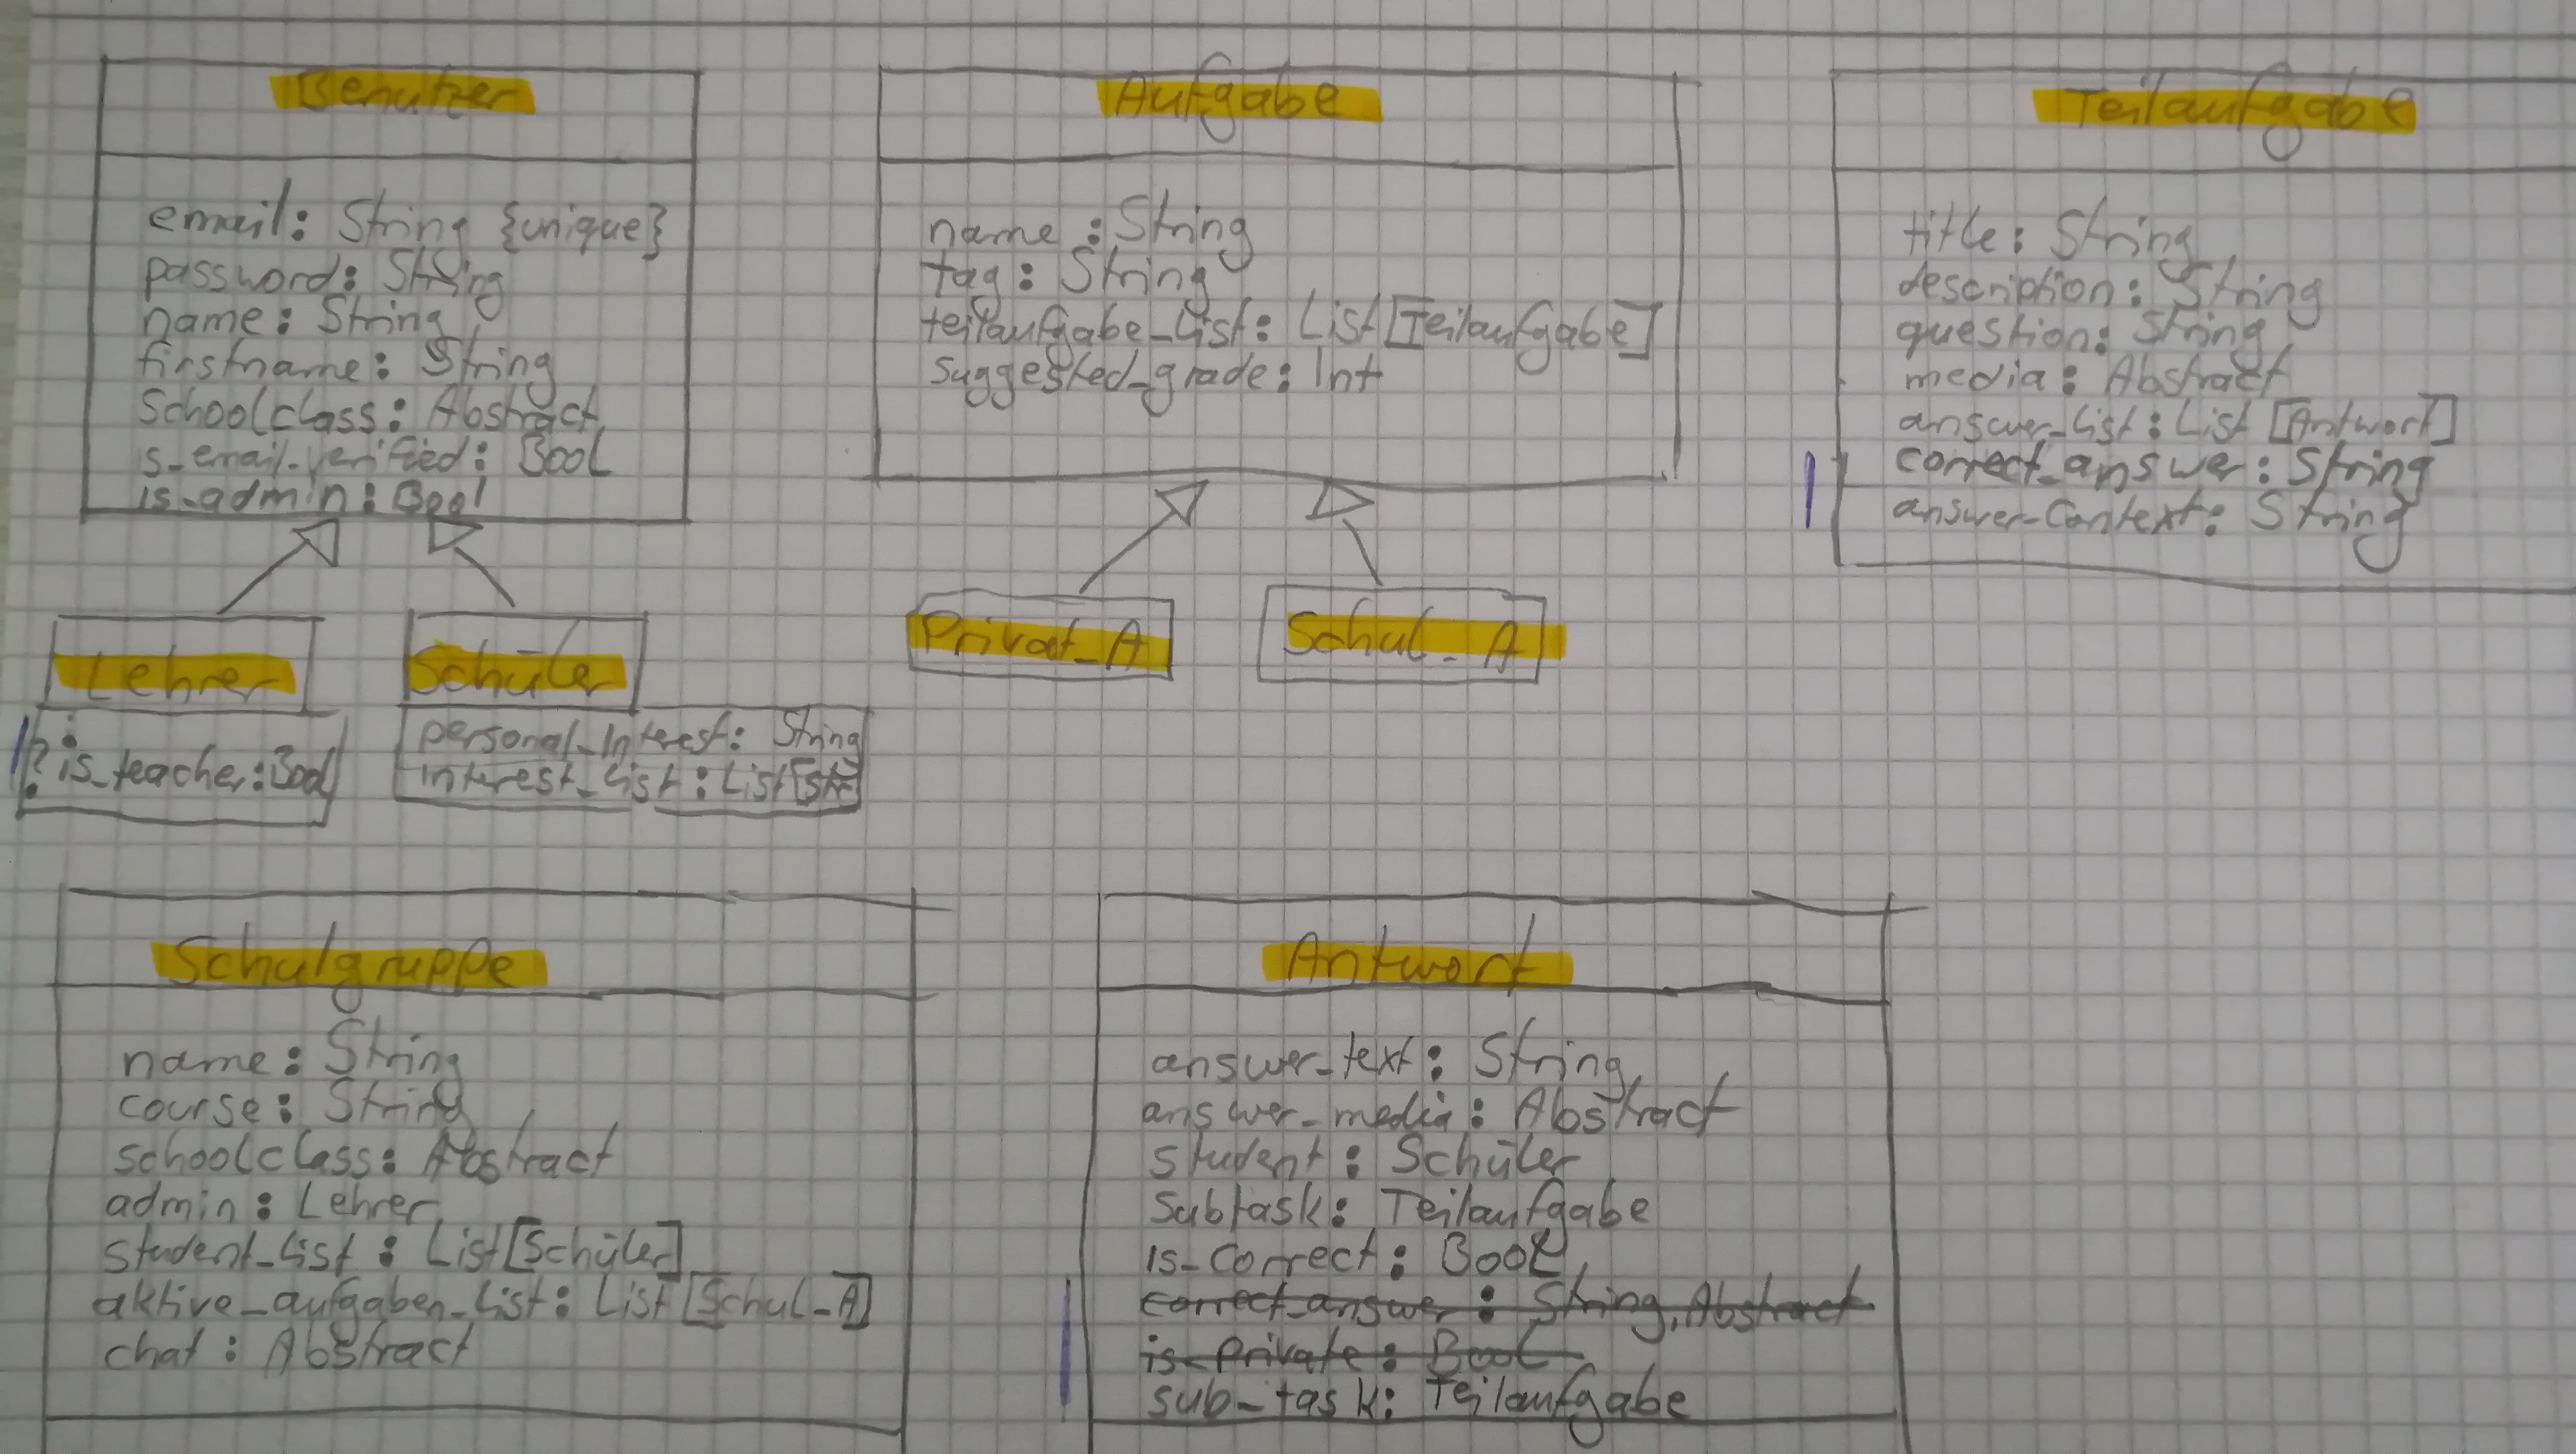 Benutzer
email: String {unique}
password: String
name: String
firstname: String
Schoolclass: Abstract
is_email_verified: Bool
is_admin: Bool
Lehrer
? is_teacher: Bool
Schüler
personal_Interest: String
interest_list: List[str]
Aufgabe
name: String
tag: String
teilaufgabe_list: List[Teilaufgabe]
suggested_grade: Int
Privat_A
Schul_A
Teilaufgabe
title: String
description: String
question: String
media: Abstract
answer_list: List[Antwort]
correct_answer: String
answer_Context: String
Schulgruppe
name: String
course: String
schoolclass: Abstract
admin: Lehrer
student_list: List[Schüler]
aktive_aufgaben_list: List[Schul_A]
chat: Abstract
Antwort
answer_text: String
answer_media: Abstract
student: Schüler
Subtask: Teilaufgabe
is_Correct: Bool
correct_answer: String, Abstract
is_Private: Bool
sub_task: Teilaufgabe